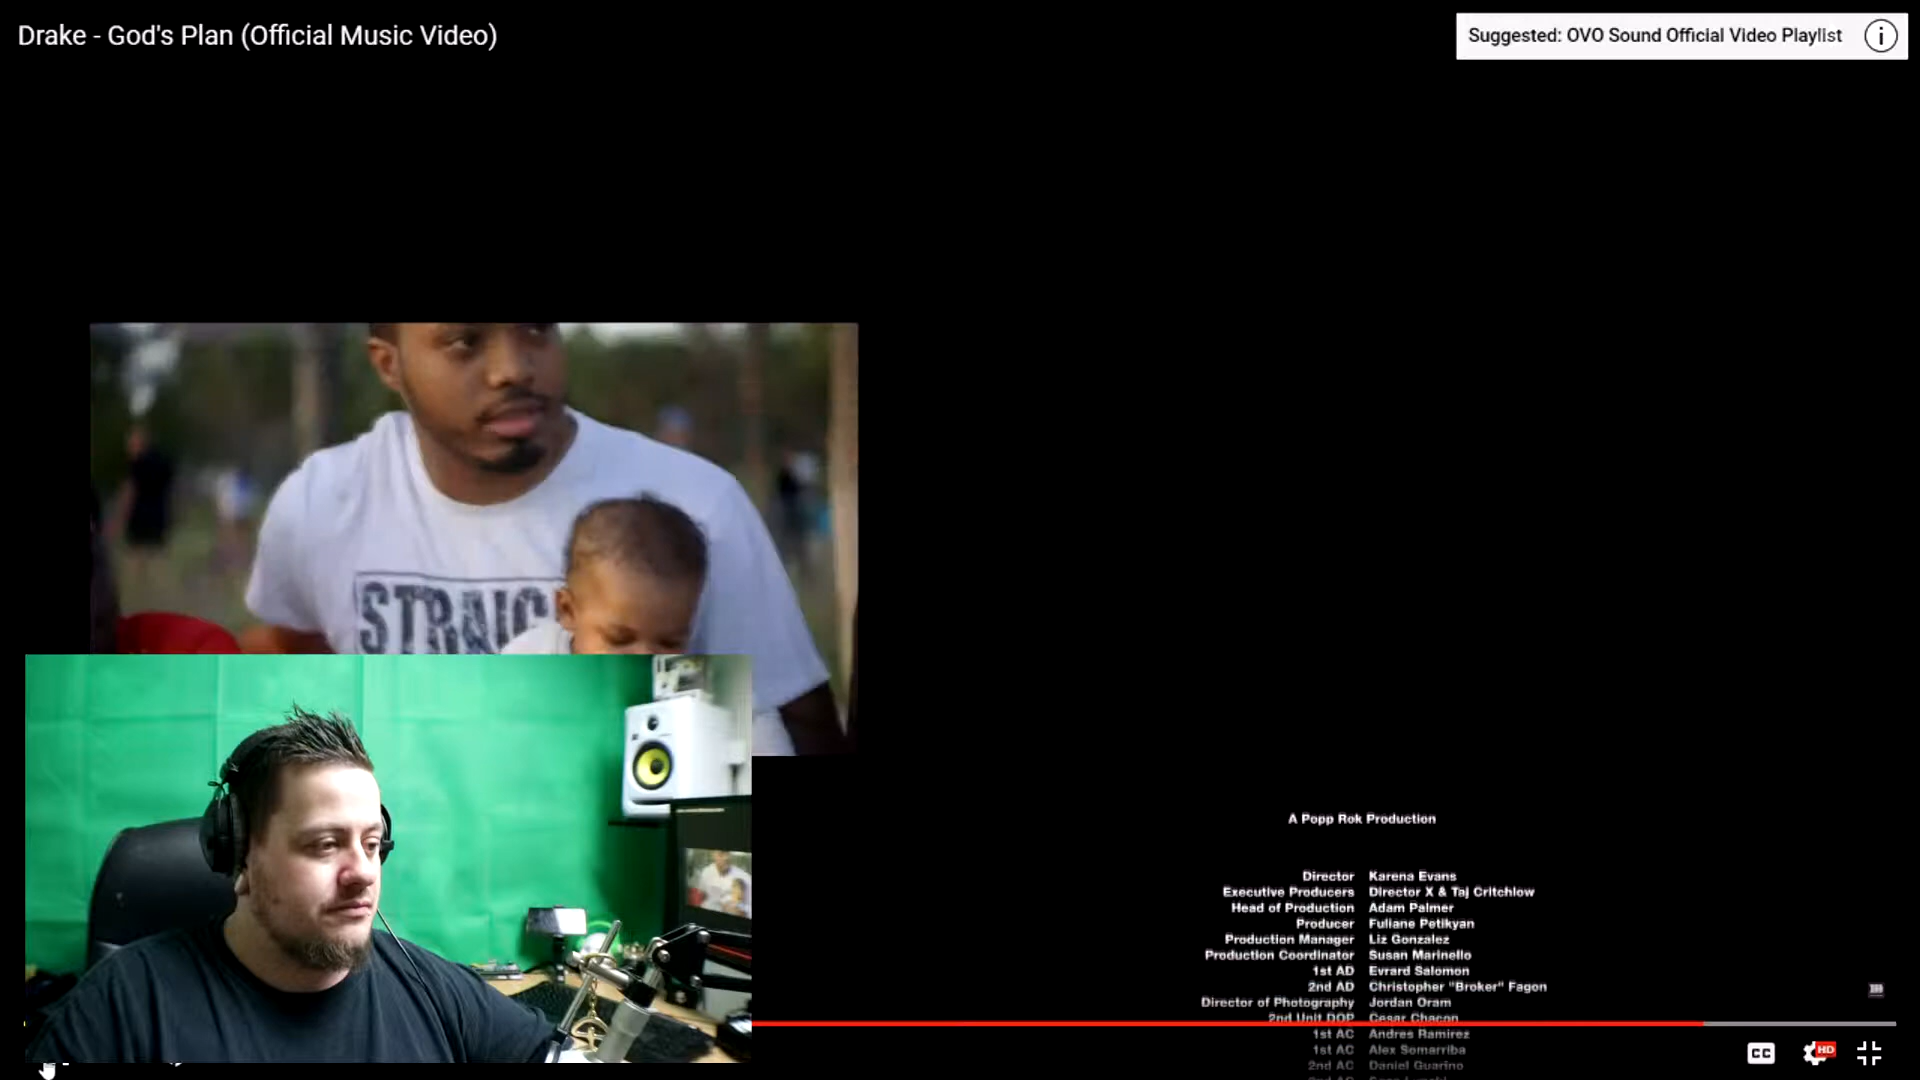 Drake - God's Plan (Official Music Video)
Suggested: OVO Sound Official Video Playlist
STRAIG
A Popp Rok Production
Director Karena Evans
Executive Producers Director X & Taj Critchlow
Head of Production Adam Palmer
Producer Fuliane Petikyan
Production Manager Liz Gonzalez
Production Coordinator Susan Marinello
1st AD Evrard Salomon
2nd AD Christopher "Broker" Fagon
Director of Photography Jordan Oram
2nd Unit DOP Cesar Chacon
1st AC Andres Ramirez
1st AC Alex Somarriba
2nd AC Daniel Guarino
CC
HD